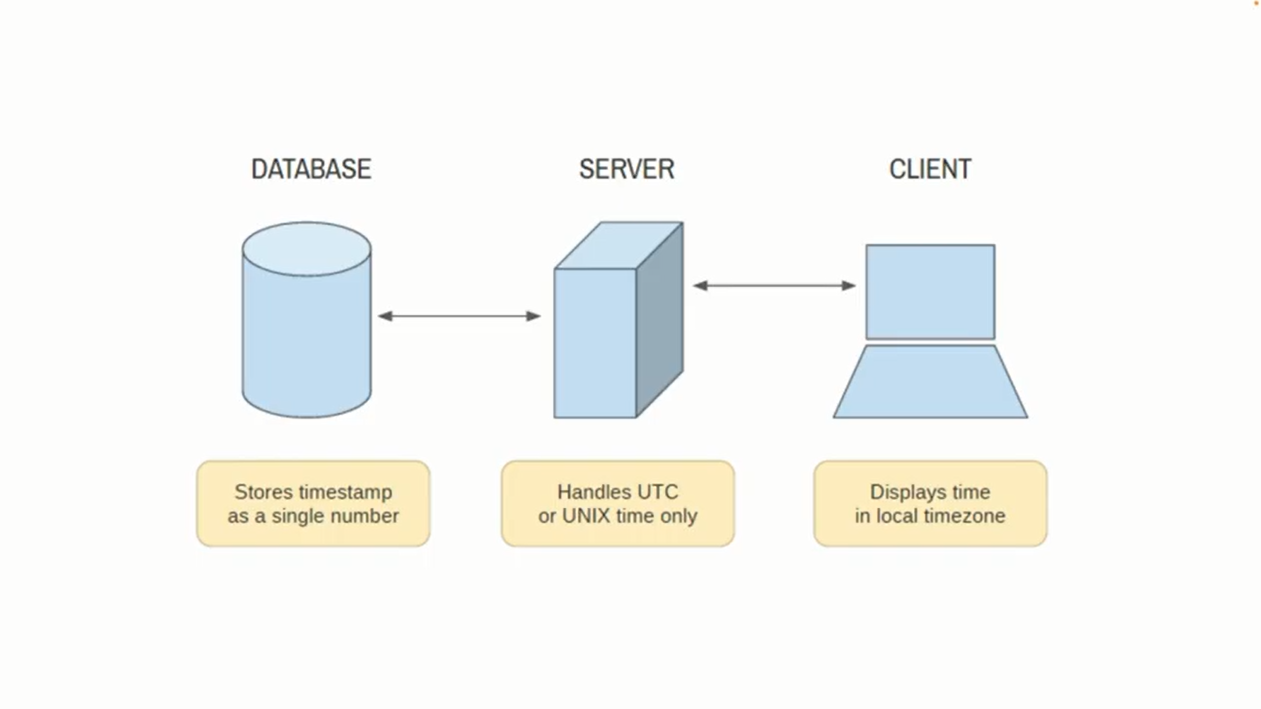 DATABASE
SERVER
CLIENT
Stores timestamp
as a single number
Handles UTC
or UNIX time only
Displays time
in local timezone